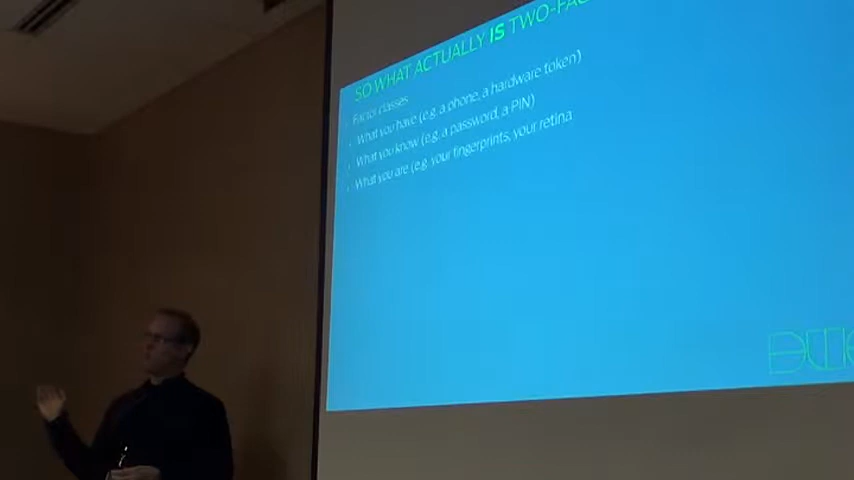 SO WHAT ACTUALLY IS TWO-FA
Factor classes
What you have (e.g. a phone, a hardware token)
What you know (e.g. a password, a PIN)
What you are (e.g. your fingerprints, your retina